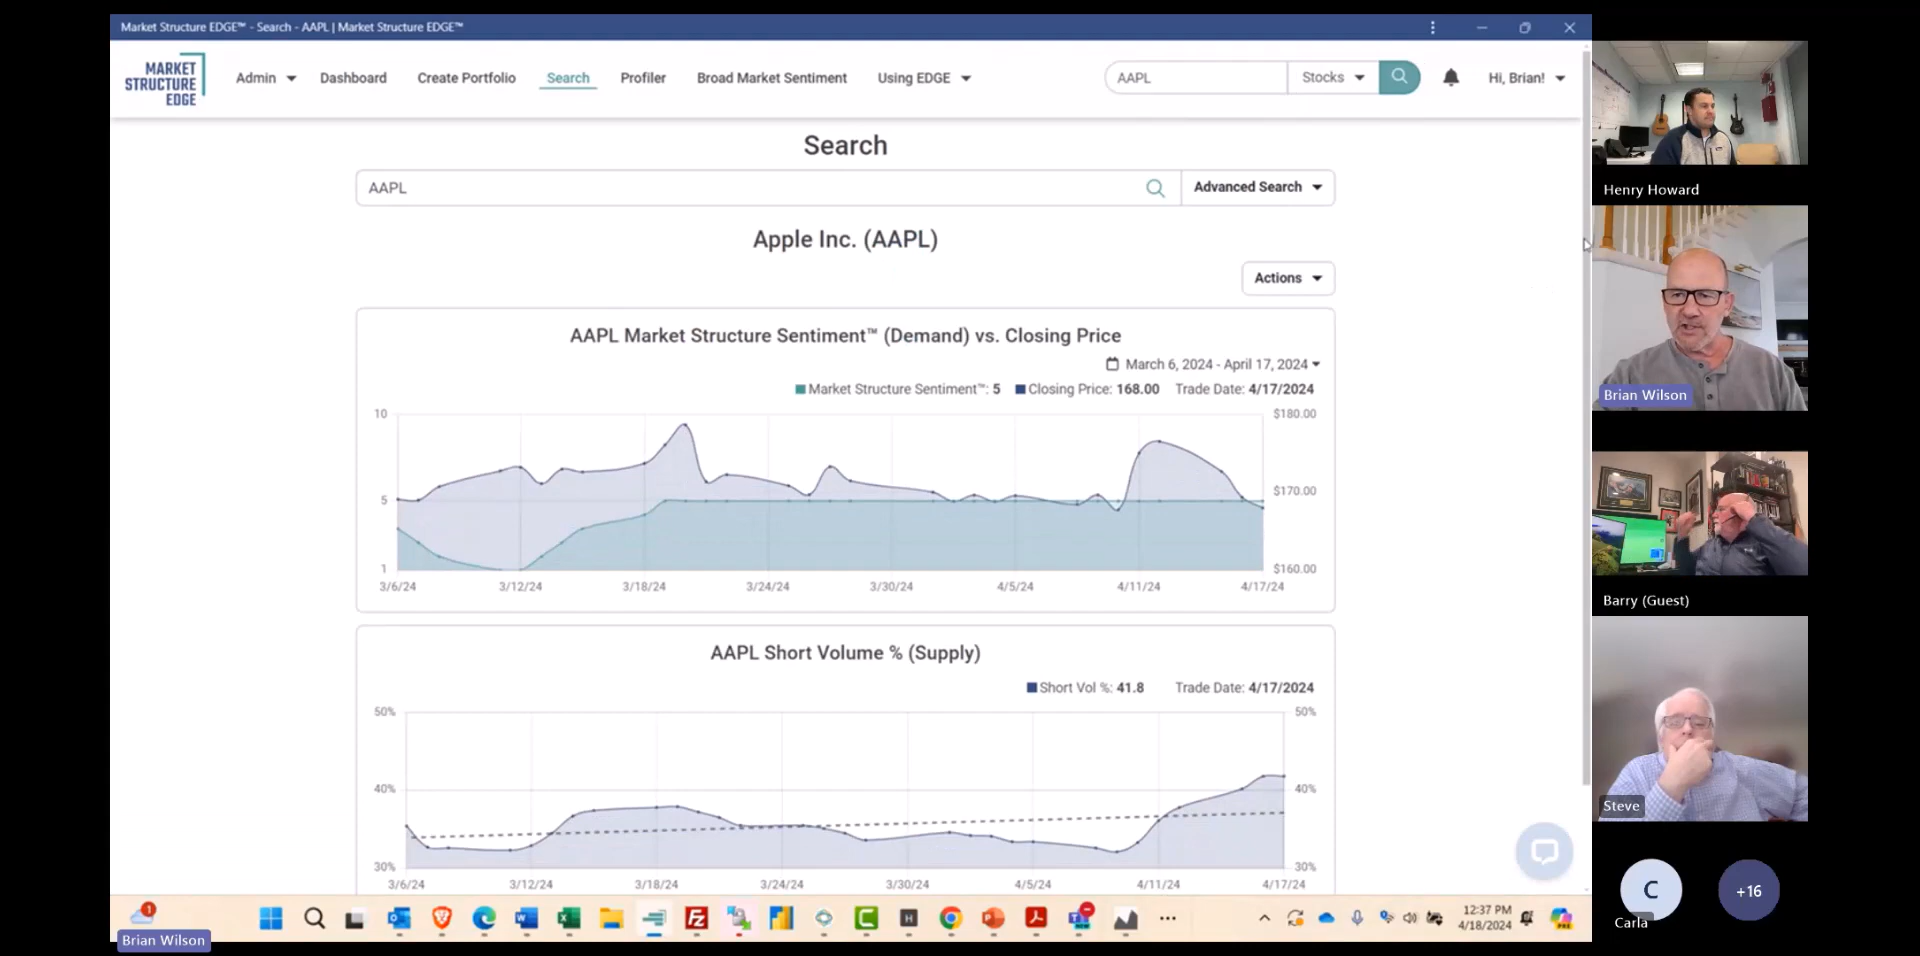 Market Structure EDGE™ - Search - AAPL | Market Structure EDGE™
MARKET
STRUCTURE
EDGE
Admin
Dashboard
Create Portfolio
Search
Profiler
Broad Market Sentiment
Using EDGE
AAPL
Stocks
Hi, Brian!
Search
AAPL
Advanced Search
Apple Inc. (AAPL)
Actions
AAPL Market Structure Sentiment™ (Demand) vs. Closing Price
March 6, 2024 - April 17, 2024
Market Structure Sentiment™: 5 Closing Price: 168.00 Trade Date: 4/17/2024
10
5
1
$180.00
$170.00
$160.00
3/6/24 3/12/24 3/18/24 3/24/24 3/30/24 4/5/24 4/11/24 4/17/24
AAPL Short Volume % (Supply)
Short Vol %: 41.8 Trade Date: 4/17/2024
50%
40%
30%
50%
40%
30%
3/6/24 3/12/24 3/18/24 3/24/24 3/30/24 4/5/24 4/11/24 4/17/24
1
12:37 PM
4/18/2024
Brian Wilson
Henry Howard
Brian Wilson
Barry (Guest)
Steve
C
Carla
+16